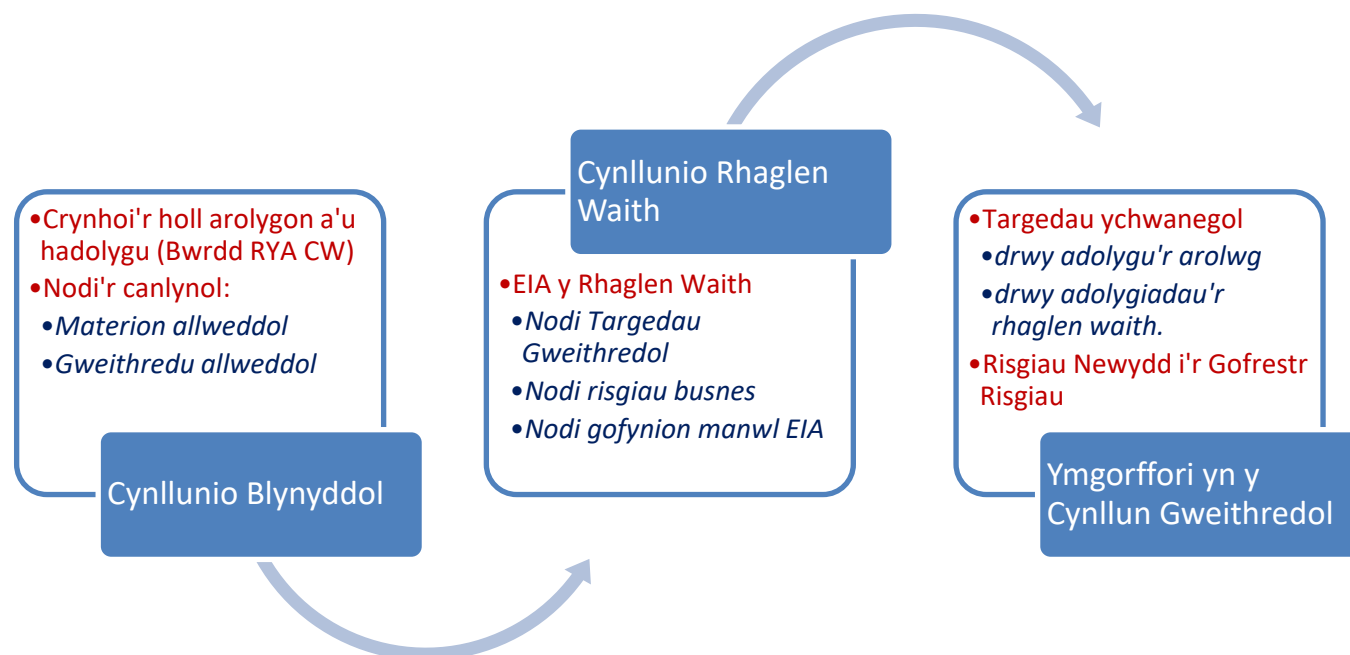 •Crynhoi'r holl arolygon a'u
hadolygu (Bwrdd RYA CW)
•Nodi'r canlynol:
•Materion allweddol
•Gweithredu allweddol
Cynllunio Blynyddol
Cynllunio Rhaglen
Waith
•EIA y Rhaglen Waith
•Nodi Targedau
Gweithredol
•Nodi risgiau busnes
•Nodi gofynion manwl EIA
•Targedau ychwanegol
•drwy adolygu'r arolwg
•drwy adolygiadau'r
rhaglen waith.
•Risgiau Newydd i'r Gofrestr
Risgiau
Ymgorffori yn y
Cynllun Gweithredol